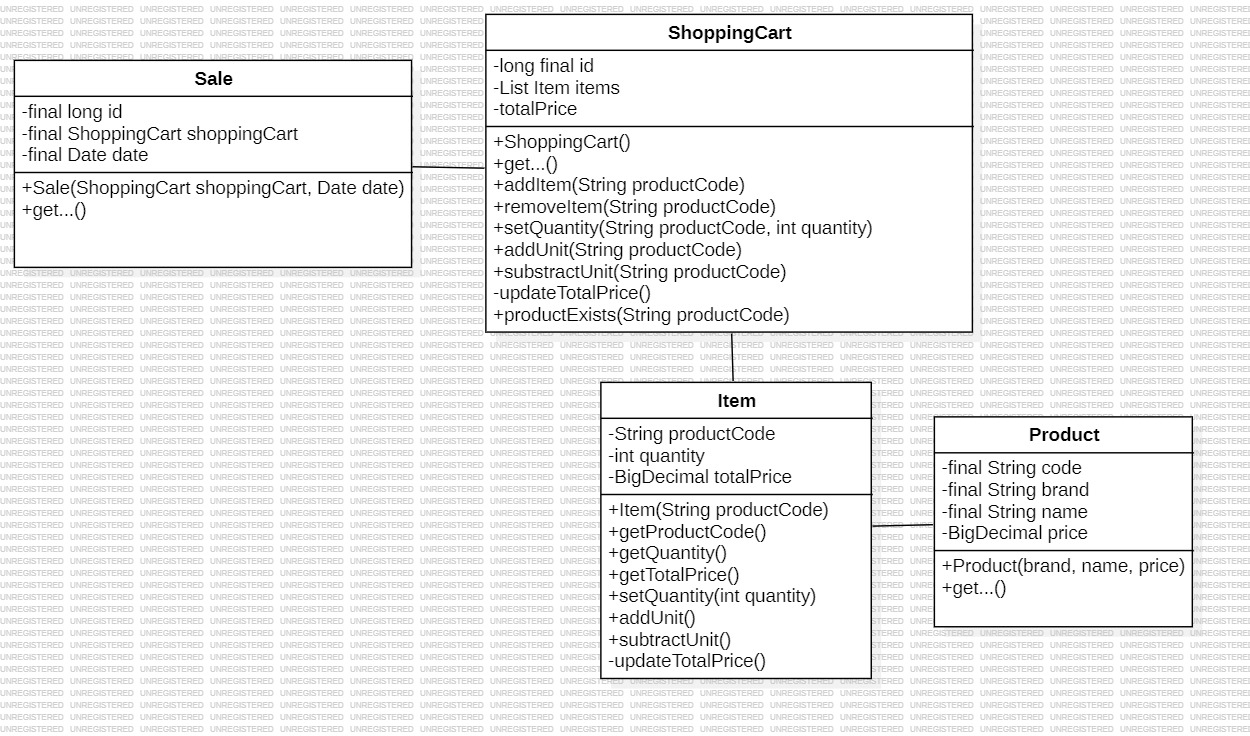 Sale
-final long id
-final ShoppingCart shoppingCart
-final Date date
+Sale(ShoppingCart shoppingCart, Date date)
+get...()
ShoppingCart
-long final id
-List Item items
-totalPrice
+ShoppingCart()
+get...()
+addItem(String productCode)
+removeItem(String productCode)
+setQuantity(String productCode, int quantity)
+addUnit(String productCode)
+substractUnit(String productCode)
-updateTotalPrice()
+productExists(String productCode)
Item
-String productCode
-int quantity
-BigDecimal totalPrice
+Item(String productCode)
+getProductCode()
+getQuantity()
+getTotalPrice()
+setQuantity(int quantity)
+addUnit()
+subtractUnit()
-updateTotalPrice()
Product
-final String code
-final String brand
-final String name
-BigDecimal price
+Product(brand, name, price)
+get...()
UNREGISTERED